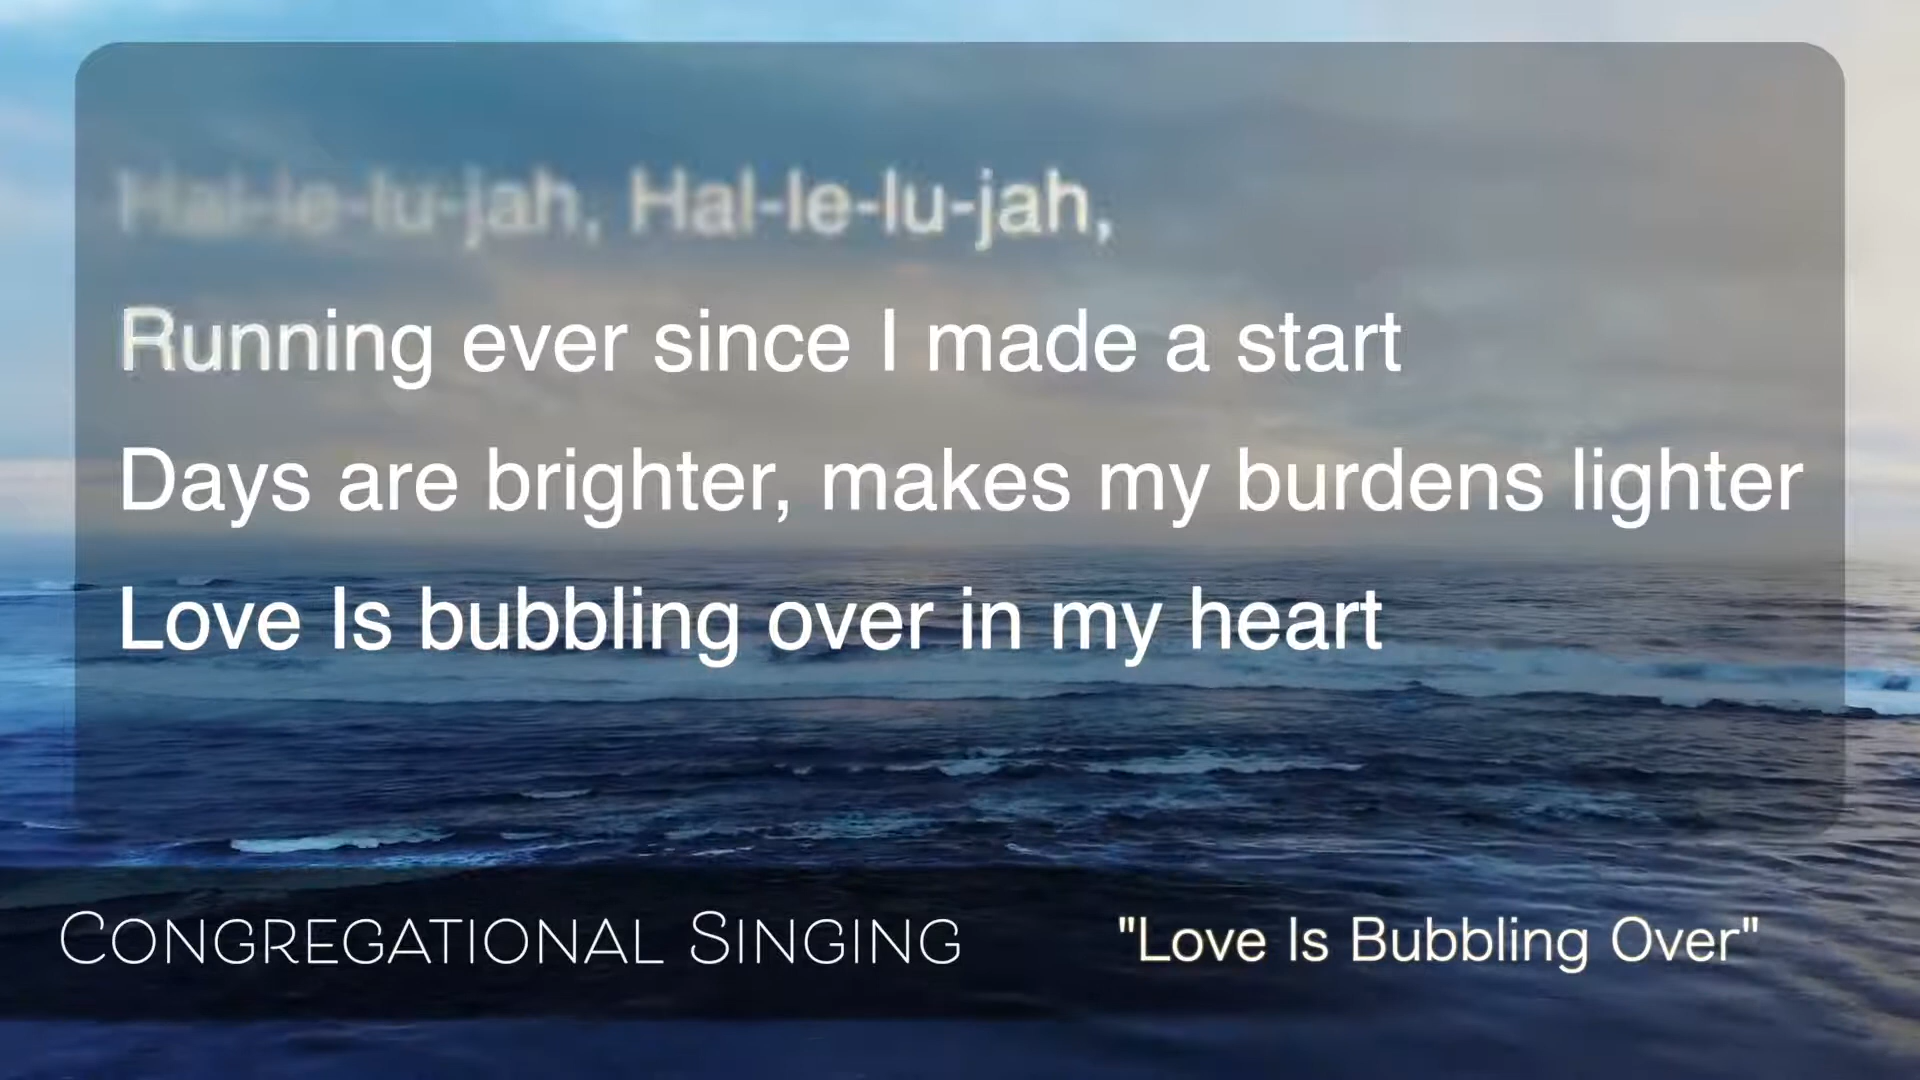 Hal-le-lu-jah, Hal-le-lu-jah,
Running ever since I made a start
Days are brighter, makes my burdens lighter
Love Is bubbling over in my heart
CONGREGATIONAL SINGING
"Love Is Bubbling Over"